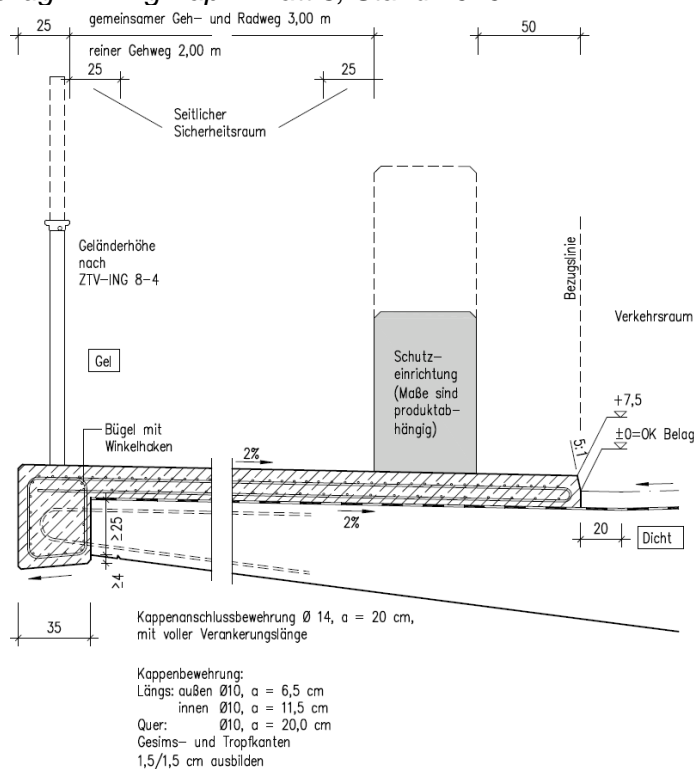 gemeinsamer Geh- und Radweg 3,00 m
25
50
reiner Gehweg 2,00 m
25
25
Seitlicher
Sicherheitsraum
Geländerhöhe
nach
ZTV-ING 8-4
Bezugslinie
Verkehrsraum
Gel
Schutz-
einrichtung
(Maße sind
produktab-
hängig)
+7,5
±0=OK Belag
5:1
Bügel mit
Winkelhaken
2%
2%
≥25
≥4
20
Dicht
35
Kappenanschlussbewehrung Ø 14, a = 20 cm,
mit voller Verankerungslänge
Kappenbewehrung:
Längs: außen Ø10, a = 6,5 cm
innen Ø10, a = 11,5 cm
Quer: Ø10, a = 20,0 cm
Gesims- und Tropfkanten
1,5/1,5 cm ausbilden